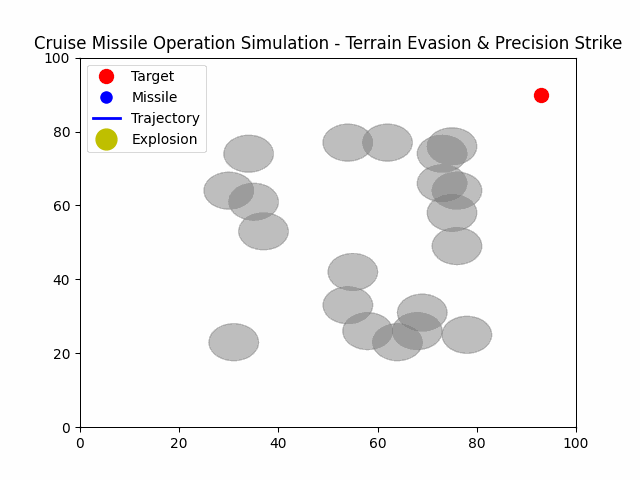 Cruise Missile Operation Simulation - Terrain Evasion & Precision Strike
100
Target
Missile
Trajectory
Explosion
80
60
40
20
0
0 20 40 60 80 100